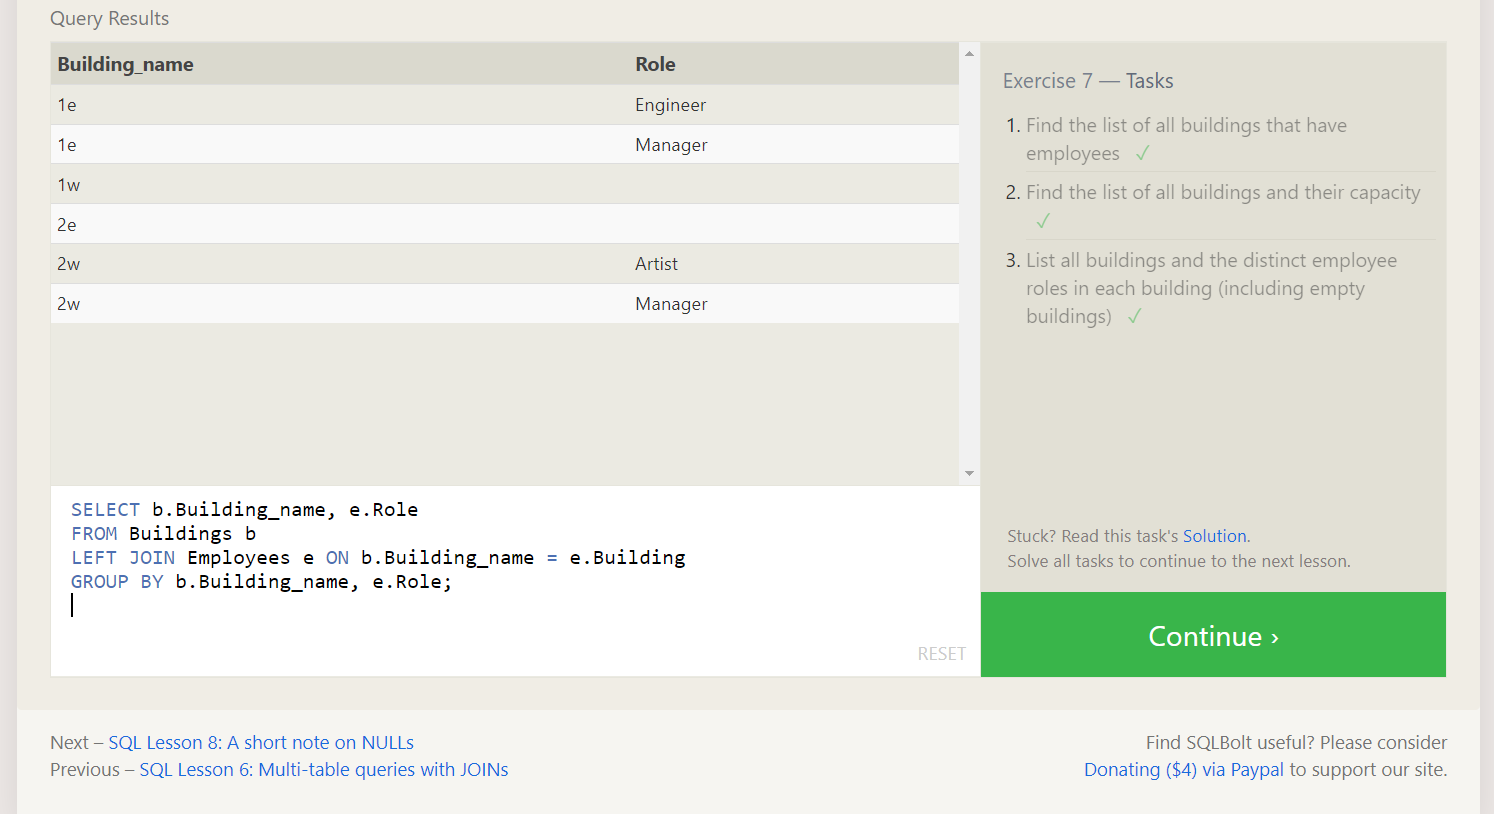 Query Results
Building_name Role
1e Engineer
1e Manager
1w
2e
2w Artist
2w Manager
SELECT b.Building_name, e.Role
FROM Buildings b
LEFT JOIN Employees e ON b.Building_name = e.Building
GROUP BY b.Building_name, e.Role;
RESET
Exercise 7 — Tasks
1. Find the list of all buildings that have
employees ✓
2. Find the list of all buildings and their capacity
✓
3. List all buildings and the distinct employee
roles in each building (including empty
buildings) ✓
Stuck? Read this task's Solution.
Solve all tasks to continue to the next lesson.
Continue ›
Next – SQL Lesson 8: A short note on NULLs
Previous – SQL Lesson 6: Multi-table queries with JOINs
Find SQLBolt useful? Please consider
Donating ($4) via Paypal to support our site.